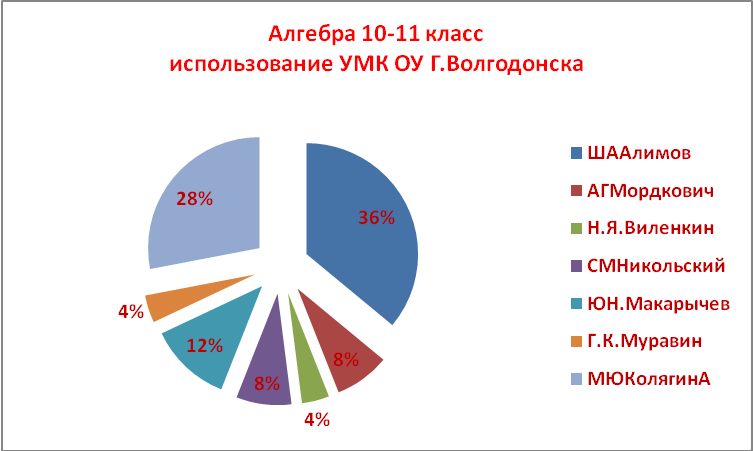 Алгебра 10-11 класс
использование УМК ОУ Г.Волгодонска
36%
8%
4%
8%
12%
4%
28%
ШААлимов
АГМордкович
Н.Я.Виленкин
СМНикольский
ЮН.Макарычев
Г.К.Муравин
МЮКолягинА